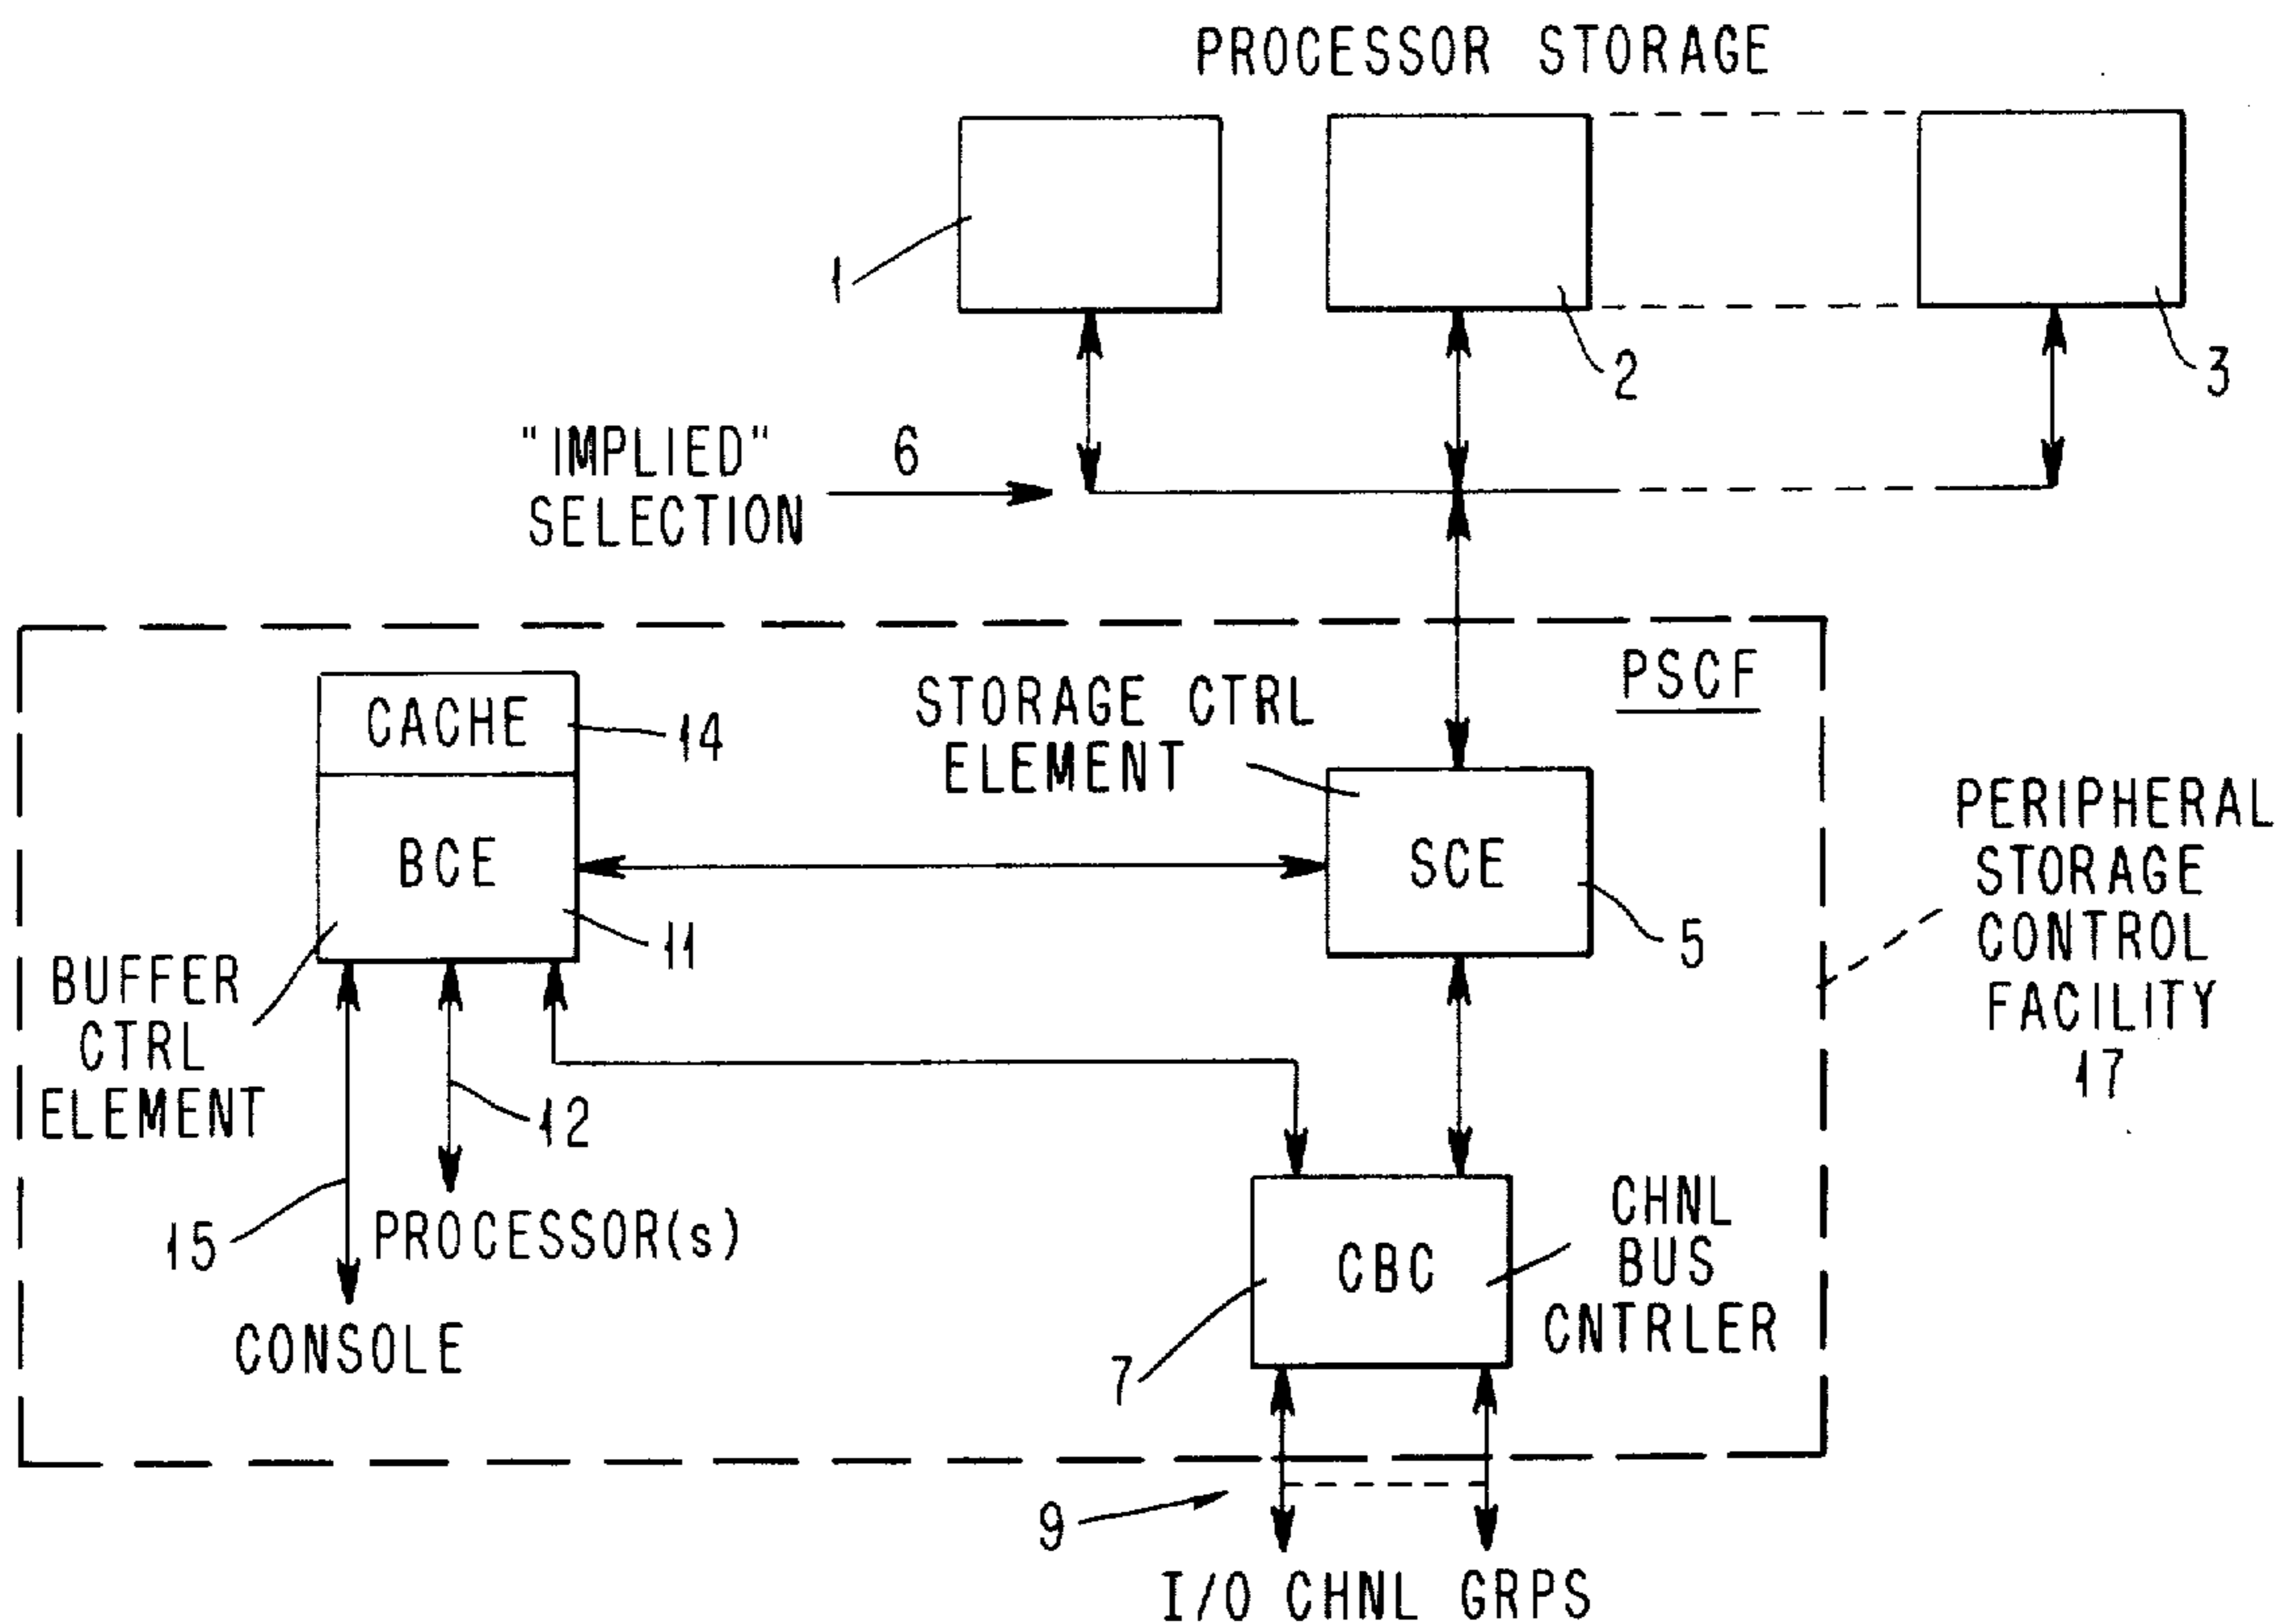 PROCESSOR STORAGE
1
2
3
"IMPLIED"
SELECTION
6
PSCF
STORAGE CTRL
ELEMENT
CACHE
14
BCE
11
SCE
5
BUFFER
CTRL
ELEMENT
PERIPHERAL
STORAGE
CONTROL
FACILITY
17
12
15
PROCESSOR(s)
CONSOLE
CBC
7
CHNL
BUS
CNTRLER
9
I/O CHNL GRPS